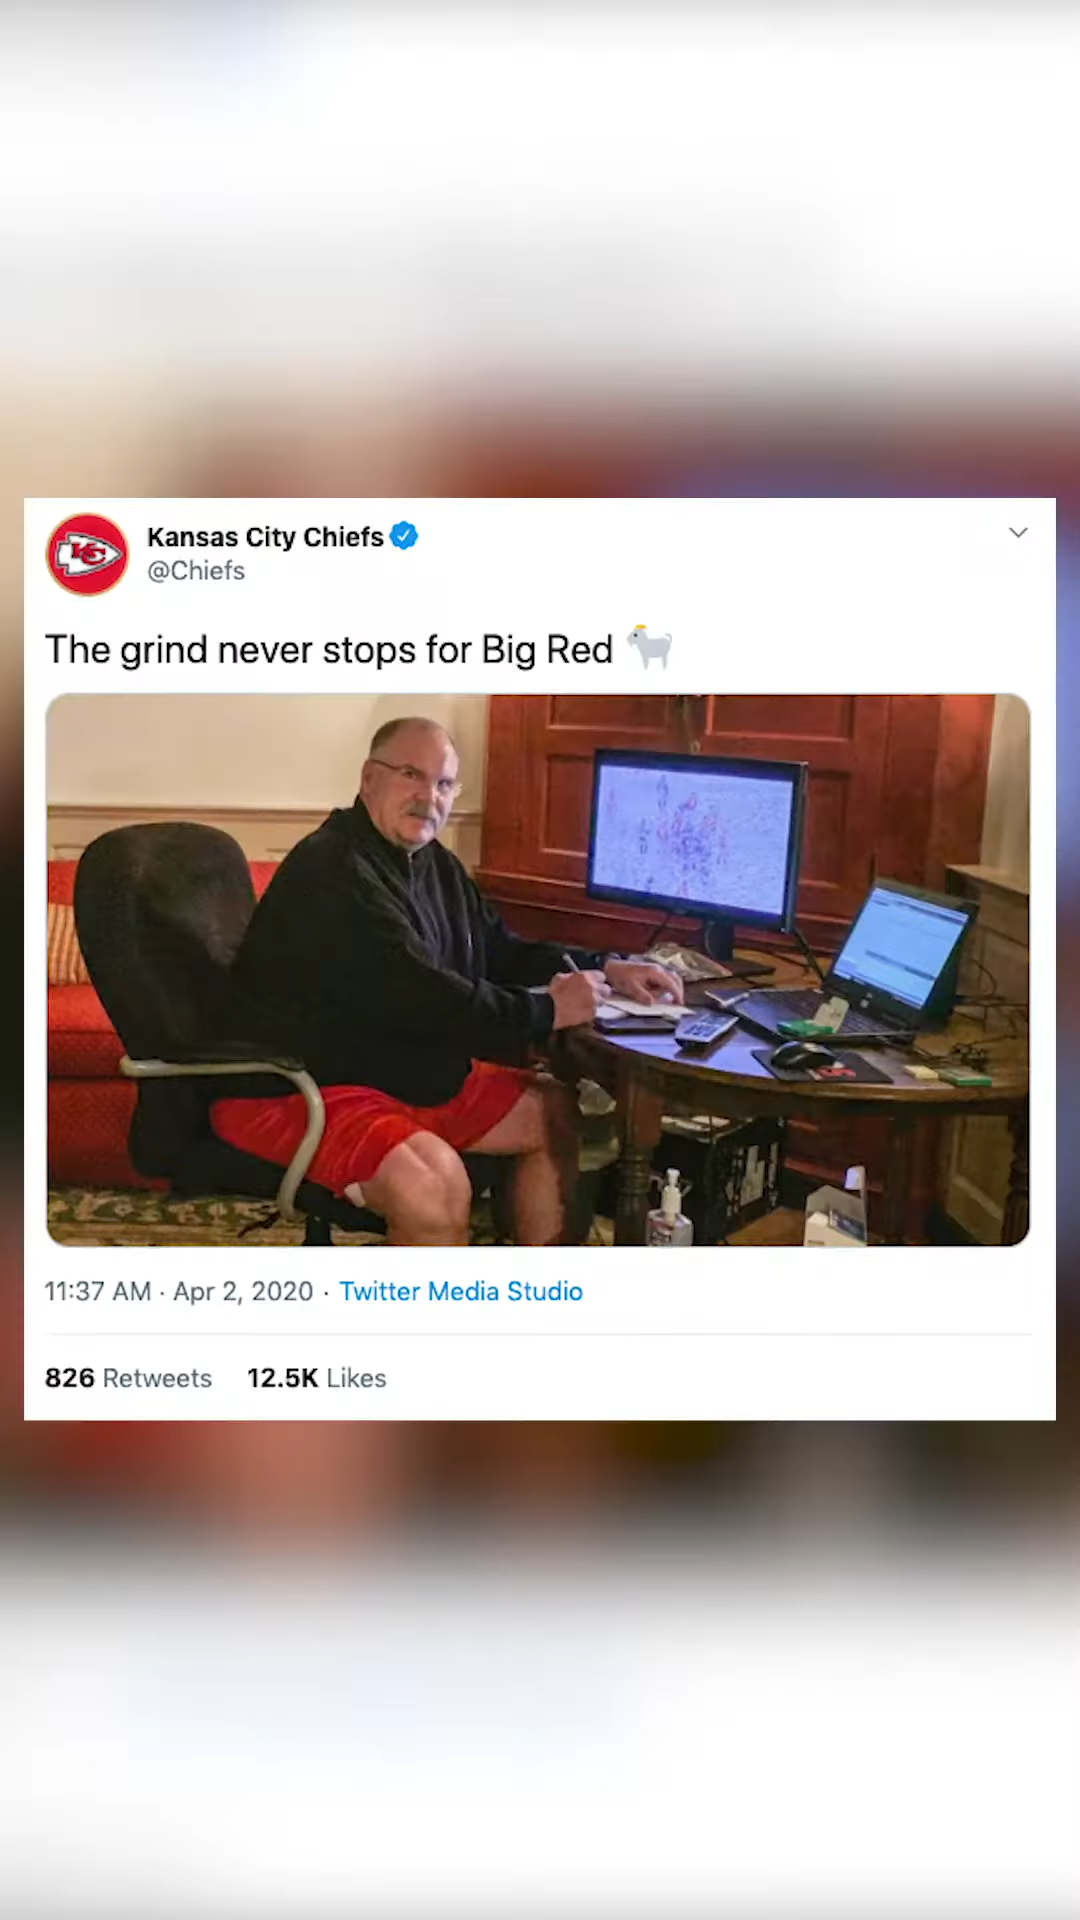 Kansas City Chiefs
@Chiefs
The grind never stops for Big Red 🐐
11:37 AM · Apr 2, 2020 · Twitter Media Studio
826 Retweets 12.5K Likes